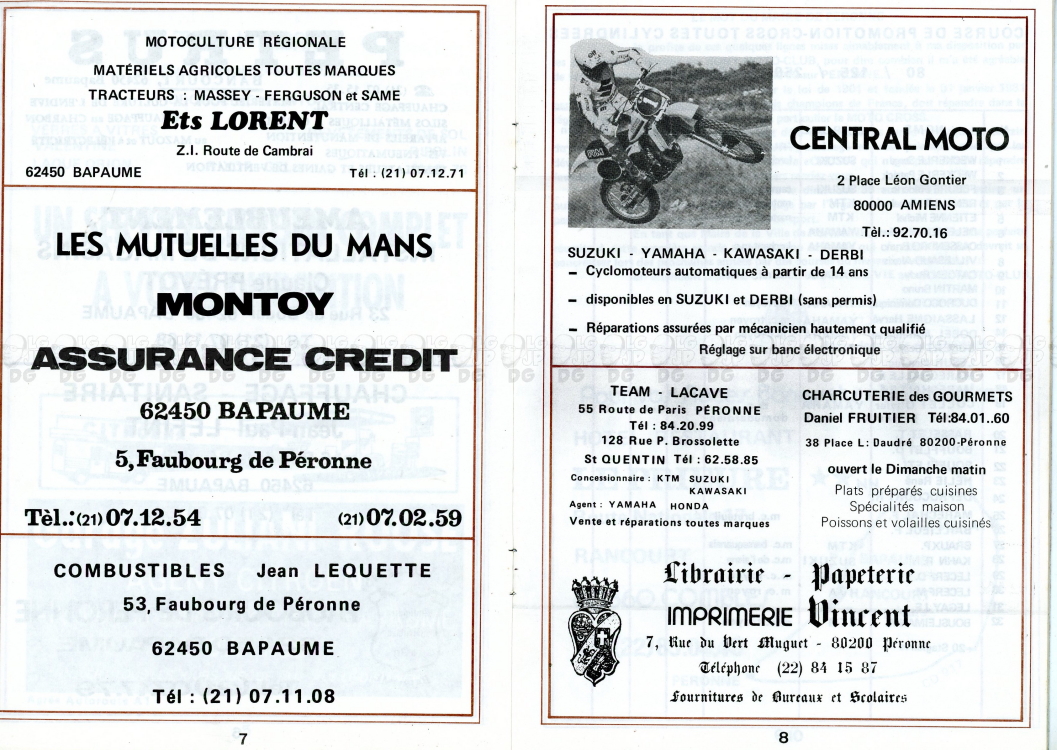 MOTOCULTURE RÉGIONALE
MATÉRIELS AGRICOLES TOUTES MARQUES
TRACTEURS : MASSEY - FERGUSON et SAME
Ets LORENT
Z.I. Route de Cambrai
62450 BAPAUME Tél : (21) 07.12.71
LES MUTUELLES DU MANS
MONTOY
ASSURANCE CREDIT
62450 BAPAUME
5, Faubourg de Péronne
Tèl.:(21) 07.12.54 (21) 07.02.59
COMBUSTIBLES Jean LEQUETTE
53, Faubourg de Péronne
62450 BAPAUME
Tél : (21) 07.11.08
7
CENTRAL MOTO
2 Place Léon Gontier
80000 AMIENS
Tèl.: 92.70.16
SUZUKI - YAMAHA - KAWASAKI - DERBI
– Cyclomoteurs automatiques à partir de 14 ans
– disponibles en SUZUKI et DERBI (sans permis)
– Réparations assurées par mécanicien hautement qualifié
Réglage sur banc électronique
TEAM - LACAVE
55 Route de Paris PÉRONNE
Tél : 84.20.99
128 Rue P. Brossolette
St QUENTIN Tél : 62.58.85
Concessionnaire : KTM SUZUKI
KAWASAKI
Agent : YAMAHA HONDA
Vente et réparations toutes marques
CHARCUTERIE des GOURMETS
Daniel FRUITIER Tél:84.01.60
38 Place L: Daudré 80200-Péronne
ouvert le Dimanche matin
Plats préparés cuisines
Spécialités maison
Poissons et volailles cuisinés
Librairie - Papeterie
IMPRIMERIE Vincent
7, Rue du Vert Muguet - 80200 Péronne
Téléphone (22) 84 15 87
Fournitures de Bureaux et Scolaires
8